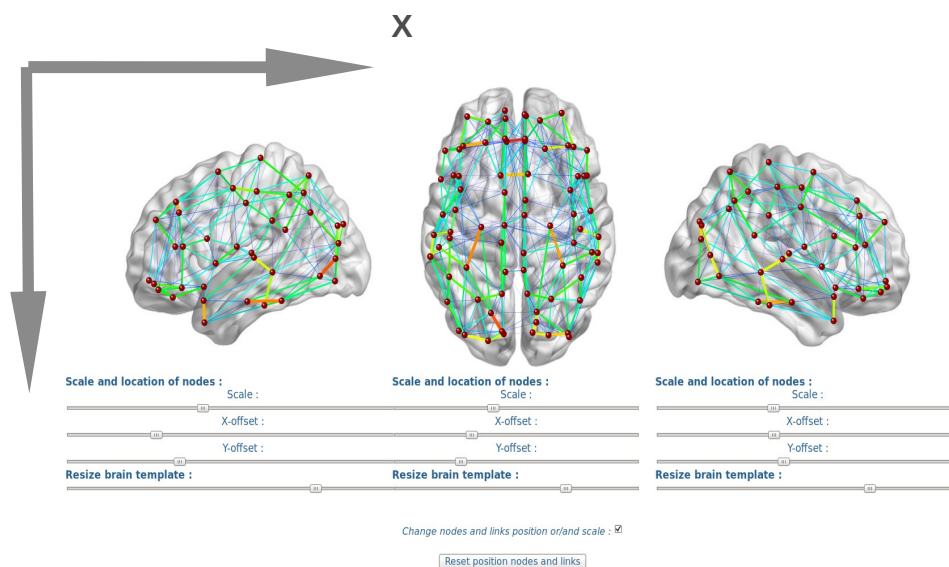 X
Scale and location of nodes : Scale and location of nodes : Scale and location of nodes :
Scale : Scale : Scale :
X-offset : X-offset : X-offset :
Y-offset : Y-offset : Y-offset :
Resize brain template : Resize brain template : Resize brain template :
Change nodes and links position or/and scale :
Reset position nodes and links